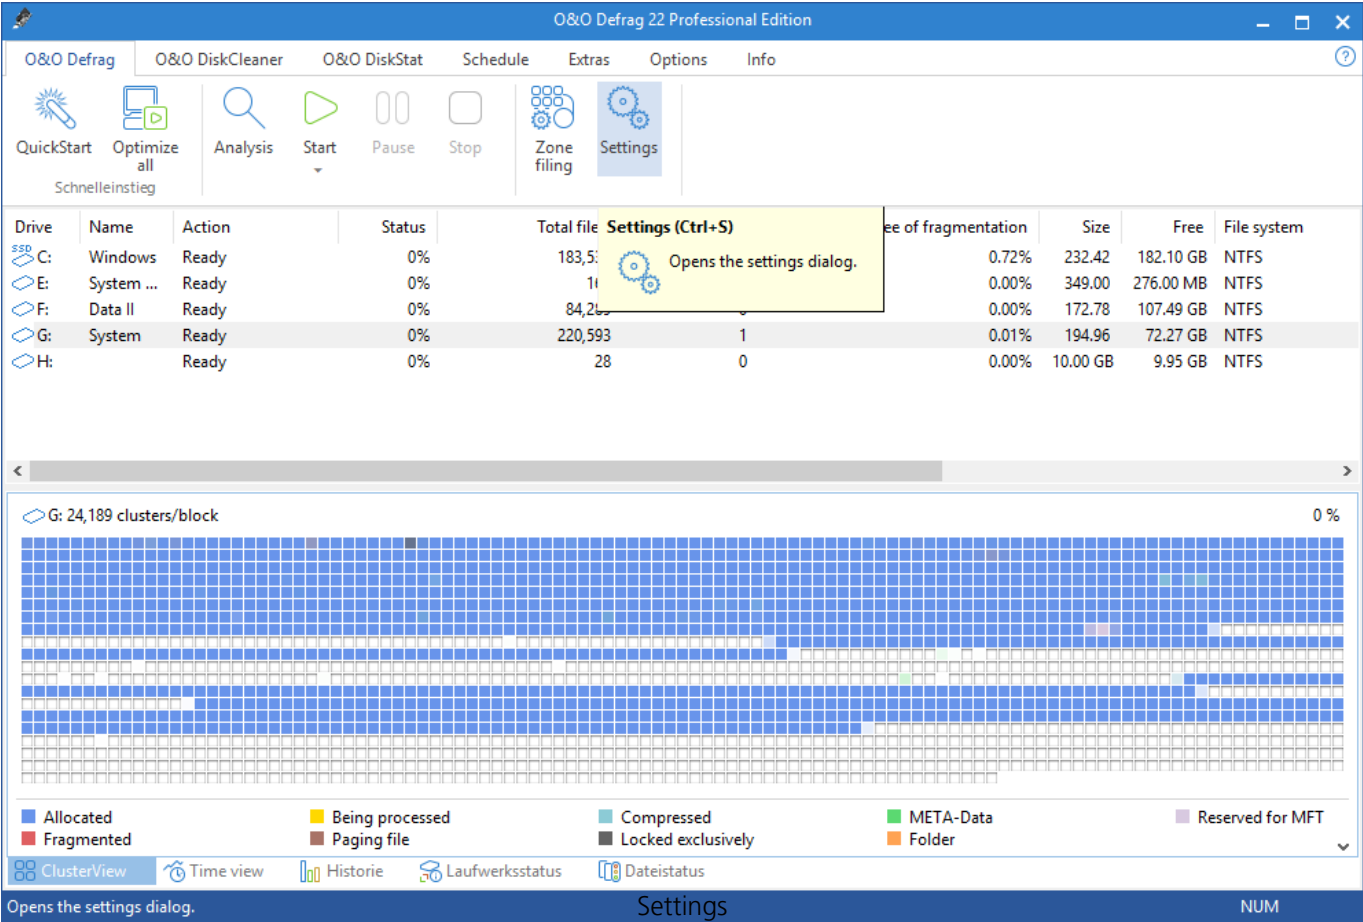 O&O Defrag 22 Professional Edition
O&O Defrag O&O DiskCleaner O&O DiskStat Schedule Extras Options Info
QuickStart Optimize all Analysis Start Pause Stop Zone filing Settings
Schnelleinstieg
Drive Name Action Status Total file ee of fragmentation Size Free File system
Settings (Ctrl+S)
Opens the settings dialog.
SSD C: Windows Ready 0% 183,53 0.72% 232.42 182.10 GB NTFS
E: System ... Ready 0% 16 0.00% 349.00 276.00 MB NTFS
F: Data II Ready 0% 0.00% 172.78 107.49 GB NTFS
G: System Ready 0% 220,593 1 0.01% 194.96 72.27 GB NTFS
H: Ready 0% 28 0 0.00% 10.00 GB 9.95 GB NTFS
G: 24,189 clusters/block 0 %
Allocated Being processed Compressed META-Data Reserved for MFT
Fragmented Paging file Locked exclusively Folder
ClusterView Time view Historie Laufwerksstatus Dateistatus
Opens the settings dialog. Settings NUM